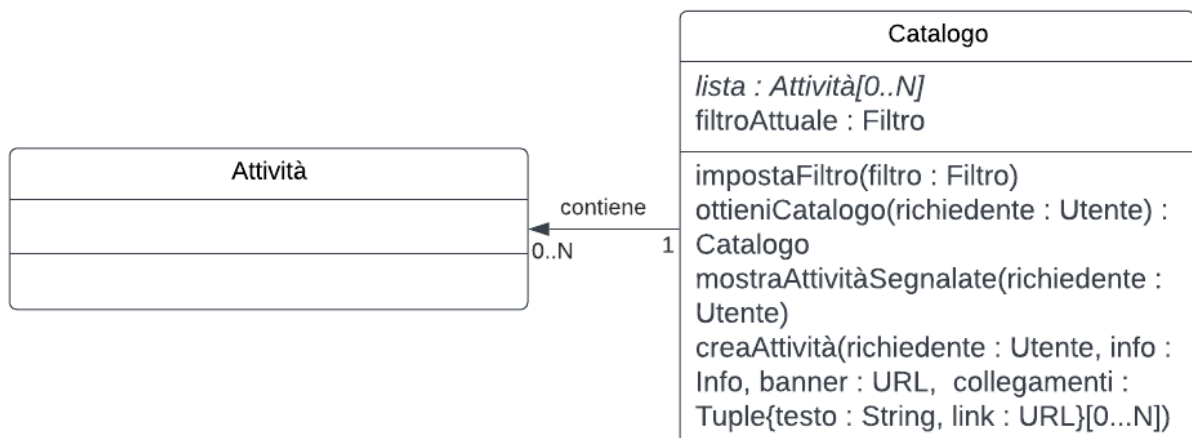 Catalogo
lista : Attività[0..N]
filtroAttuale : Filtro
Attività
contiene
0..N
1
impostaFiltro(filtro : Filtro)
ottieniCatalogo(richiedente : Utente) :
Catalogo
mostraAttivitàSegnalate(richiedente :
Utente)
creaAttività(richiedente : Utente, info :
Info, banner : URL,  collegamenti :
Tuple{testo : String, link : URL}[0...N])